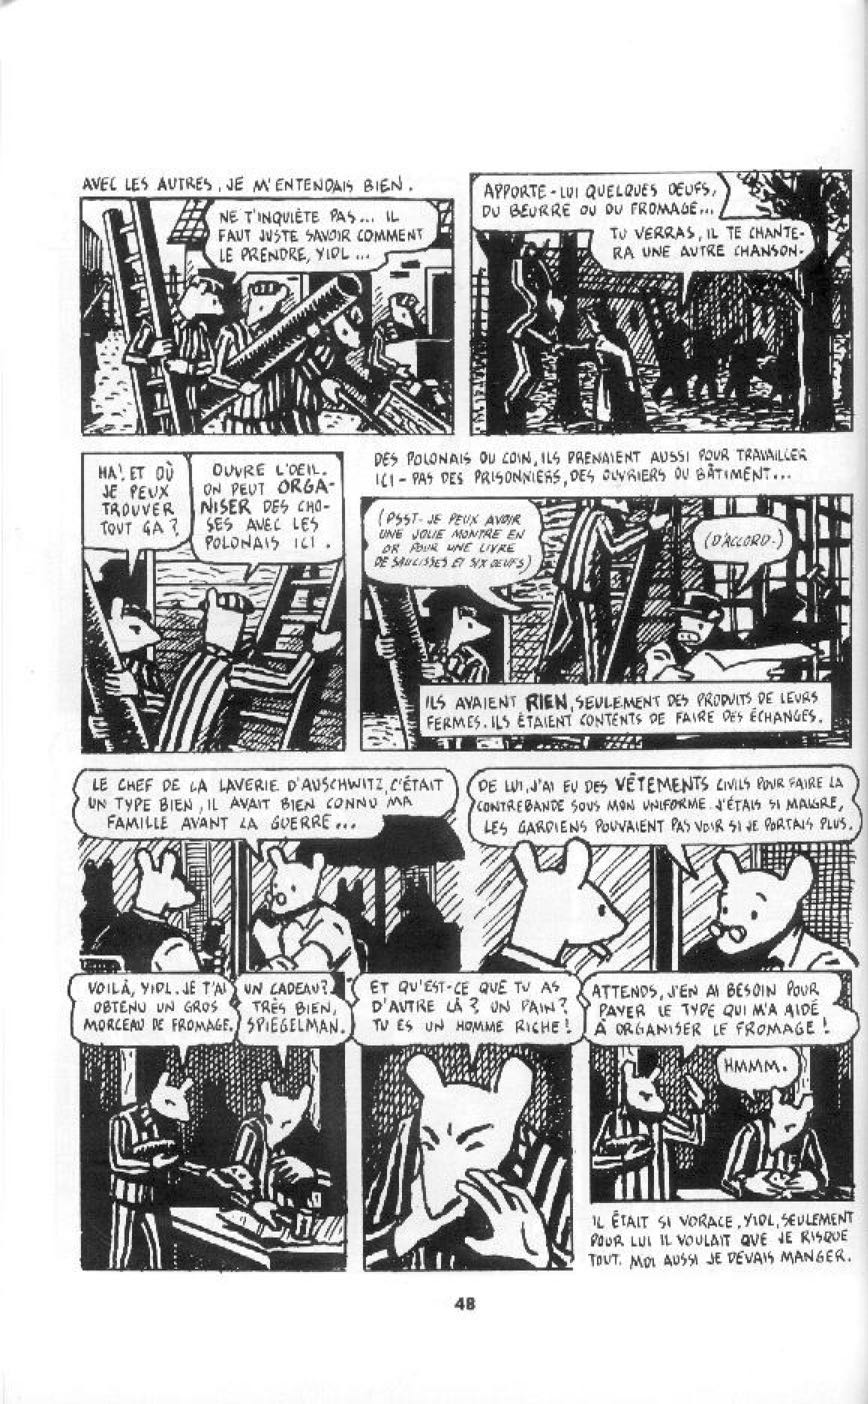 AVEC LES AUTRES, JE M'ENTENDAIS BIEN.
NE T'INQUIÈTE PAS... IL
FAUT JUSTE SAVOIR COMMENT
LE PRENDRE, YIDL...
APPORTE-LUI QUELQUES OEUFS,
DU BEURRE OU DU FROMAGE...
TU VERRAS, IL TE CHANTE-
RA UNE AUTRE CHANSON.
HA! ET OÙ
JE PEUX
TROUVER
TOUT ÇA?
OUVRE L'OEIL.
ON PEUT ORGA-
NISER DES CHO-
SES AVEC LES
POLONAIS ICI.
DES POLONAIS DU COIN, ILS PRENAIENT AUSSI POUR TRAVAILLER
ICI - PAS DES PRISONNIERS, DES OUVRIERS DU BÂTIMENT...
(PSST- JE PEUX AVOIR
UNE JOLIE MONTRE EN
OR POUR UNE LIVRE
DE SAUCISSES ET SIX OEUFS)
(D'ACCORD-)
ILS AVAIENT RIEN, SEULEMENT DES PRODUITS DE LEURS
FERMES. ILS ÉTAIENT CONTENTS DE FAIRE DES ÉCHANGES.
LE CHEF DE LA LAVERIE D'AUSCHWITZ, C'ÉTAIT
UN TYPE BIEN, IL AVAIT BIEN CONNU MA
FAMILLE AVANT LA GUERRE...
DE LUI, J'AI EU DES VÊTEMENTS CIVILS POUR FAIRE LA
CONTREBANDE SOUS MON UNIFORME. J'ÉTAIS SI MAIGRE,
LES GARDIENS POUVAIENT PAS VOIR SI JE PORTAIS PLUS.
VOILÀ, YIDL. JE T'AI
OBTENU UN GROS
MORCEAU DE FROMAGE.
UN CADEAU?
TRÈS BIEN,
SPIEGELMAN.
ET QU'EST-CE QUE TU AS
D'AUTRE LÀ? UN PAIN?
TU ES UN HOMME RICHE!
ATTENDS, J'EN AI BESOIN POUR
PAYER LE TYPE QUI M'A AIDÉ
À ORGANISER LE FROMAGE!
HMMM.
IL ÉTAIT SI VORACE, YIDL, SEULEMENT
POUR LUI IL VOULAIT QUE JE RISQUE
TOUT. MOI AUSSI JE DEVAIS MANGER.
48